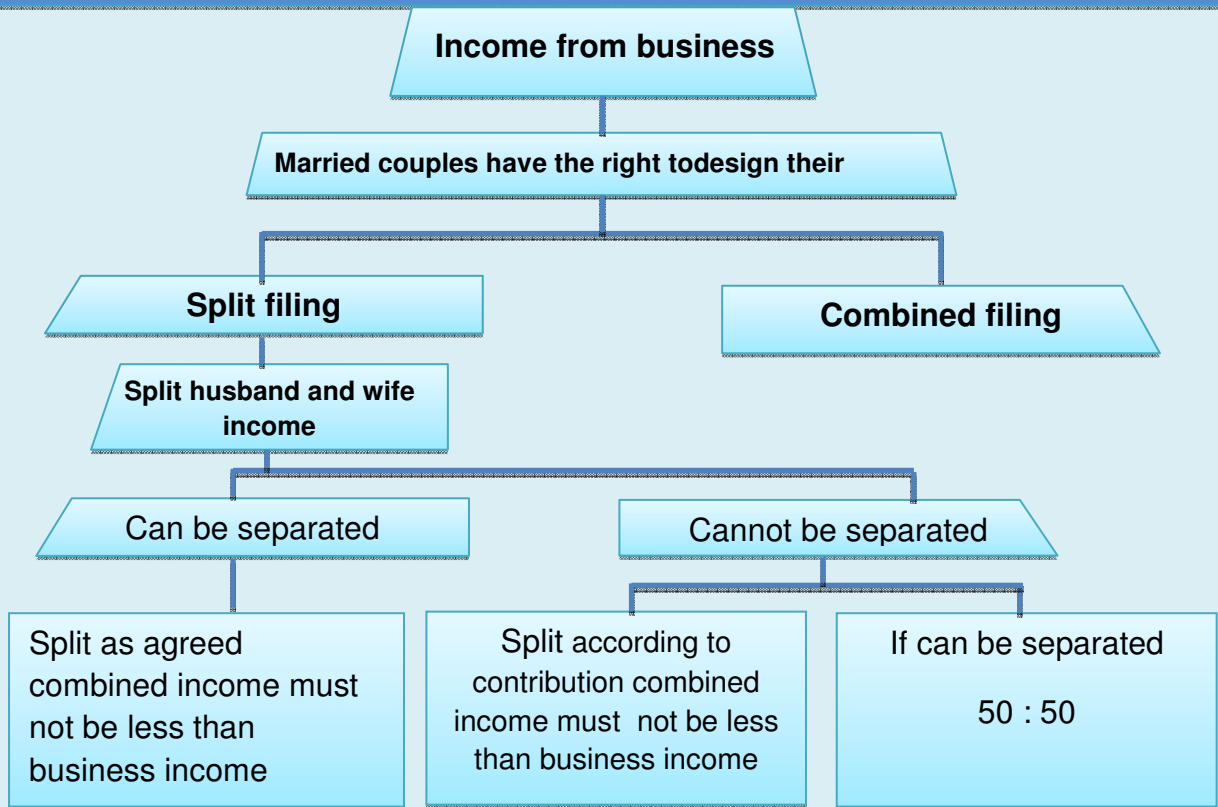 Income from business
Married couples have the right todesign their
Split filing
Combined filing
Split husband and wife
income
Can be separated
Cannot be separated
Split as agreed
combined income must
not be less than
business income
Split according to
contribution combined
income must not be less
than business income
If can be separated
50 : 50